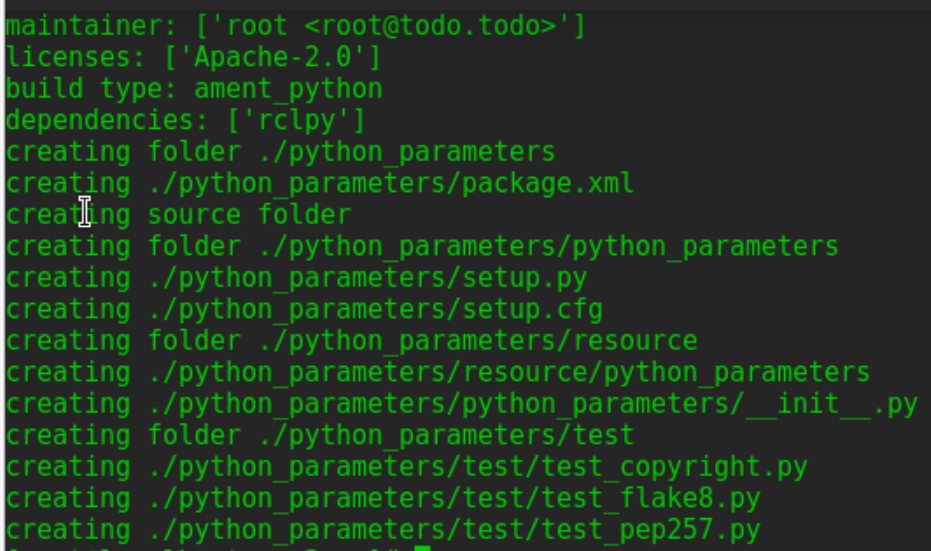 maintainer: ['root <root@todo.todo>']
licenses: ['Apache-2.0']
build type: ament_python
dependencies: ['rclpy']
creating folder ./python_parameters
creating ./python_parameters/package.xml
creating source folder
creating folder ./python_parameters/python_parameters
creating ./python_parameters/setup.py
creating ./python_parameters/setup.cfg
creating folder ./python_parameters/resource
creating ./python_parameters/resource/python_parameters
creating ./python_parameters/python_parameters/__init__.py
creating folder ./python_parameters/test
creating ./python_parameters/test/test_copyright.py
creating ./python_parameters/test/test_flake8.py
creating ./python_parameters/test/test_pep257.py